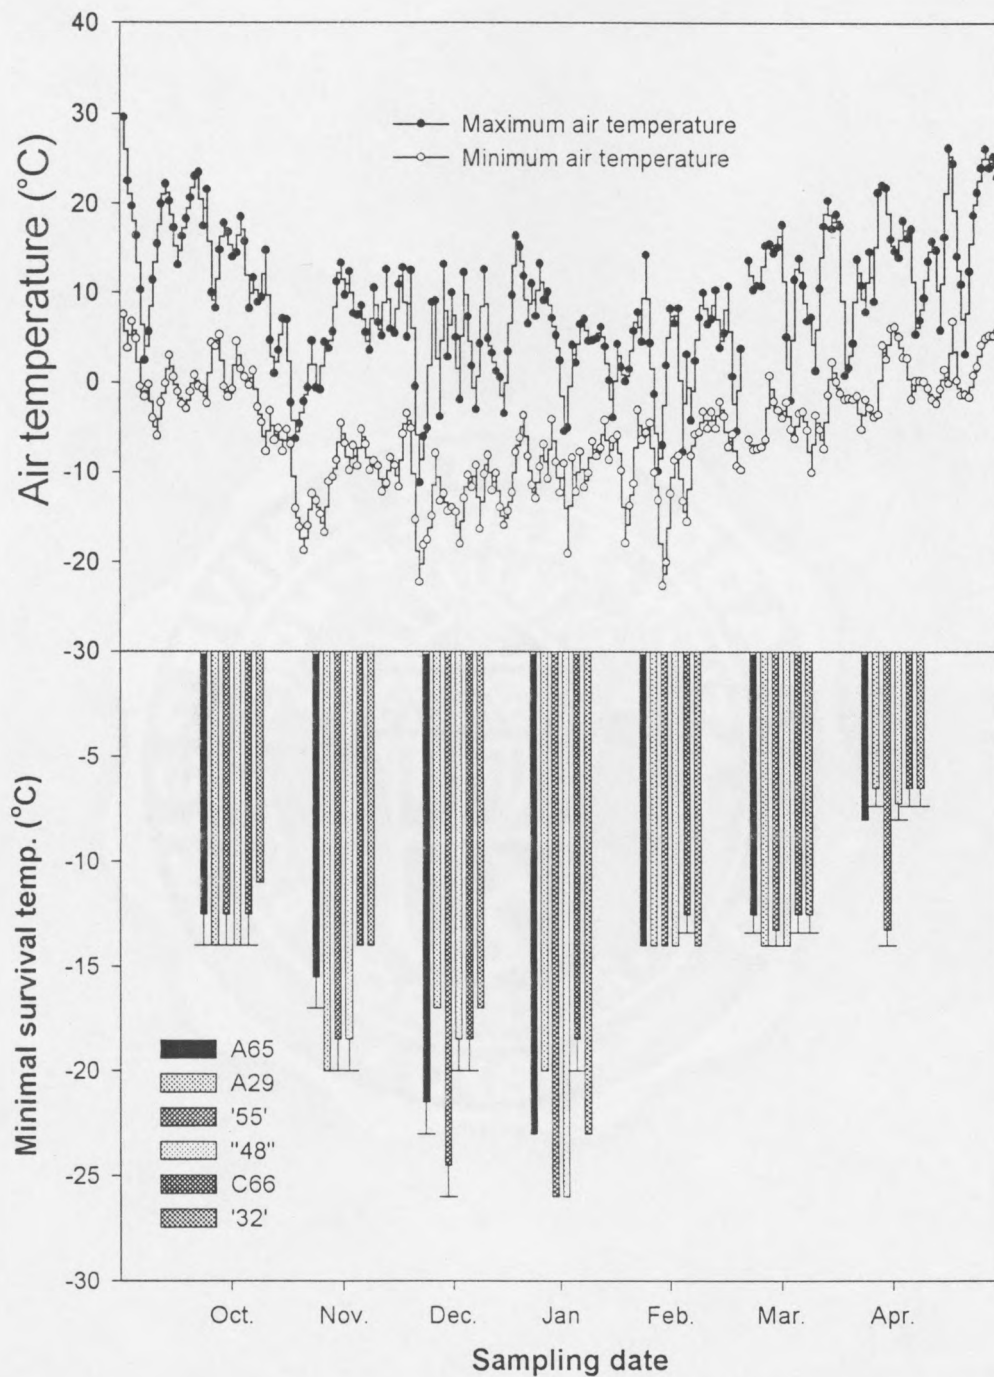 40
30
20
10
0
-10
-20
-30
Air temperature (°C)
Maximum air temperature
Minimum air temperature
-5
-10
-15
-20
-25
-30
Minimal survival temp. (°C)
A65
A29
'55'
"48"
C66
'32'
Oct. Nov. Dec. Jan Feb. Mar. Apr.
Sampling date